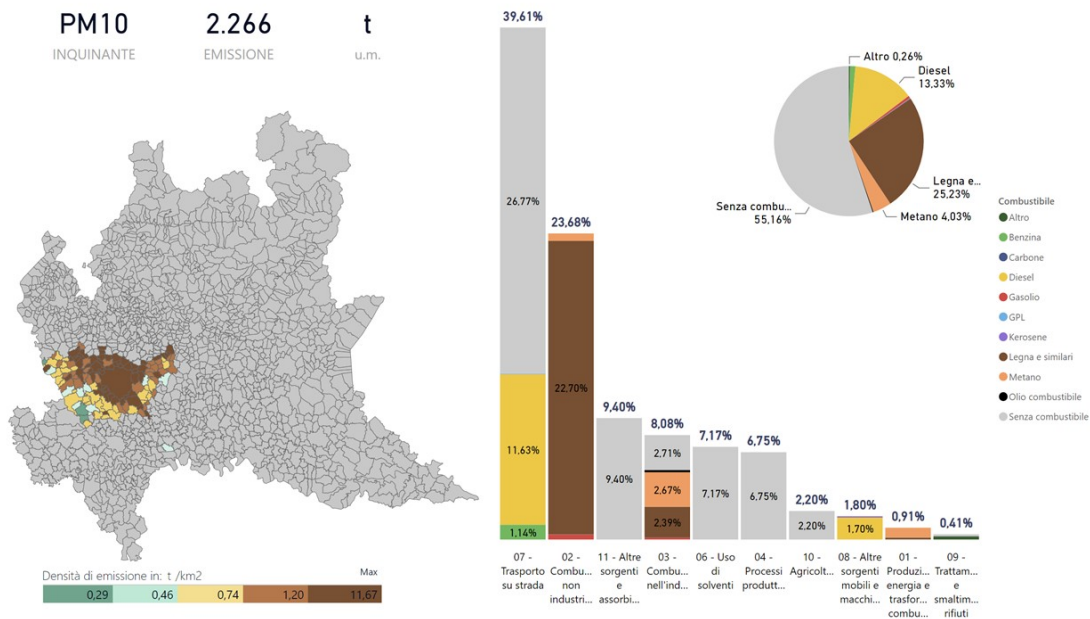 PM10
2.266
t
INQUINANTE
EMISSIONE
u.m.
Densità di emissione in: t /km2
Max
0,29
0,46
0,74
1,20
11,67
39,61%
26,77%
11,63%
1,14%
23,68%
22,70%
9,40%
9,40%
8,08%
2,71%
2,67%
2,39%
7,17%
7,17%
6,75%
6,75%
2,20%
2,20%
1,80%
1,70%
0,91%
0,41%
07 -
Trasporto
su strada
02 -
Combu...
non
industri...
11 - Altre
sorgenti
e
assorbi...
03 -
Combu...
nell'ind...
06 - Uso
di
solventi
04 -
Processi
produtt...
10 -
Agricolt...
08 - Altre
sorgenti
mobili e
macchi...
01 -
Produzi...
energia e
trasfor...
combu...
09 -
Trattam...
e
smaltim...
rifiuti
Altro 0,26%
Diesel
13,33%
Legna e...
25,23%
Metano 4,03%
Senza combu...
55,16%
Combustibile
Altro
Benzina
Carbone
Diesel
Gasolio
GPL
Kerosene
Legna e similari
Metano
Olio combustibile
Senza combustibile